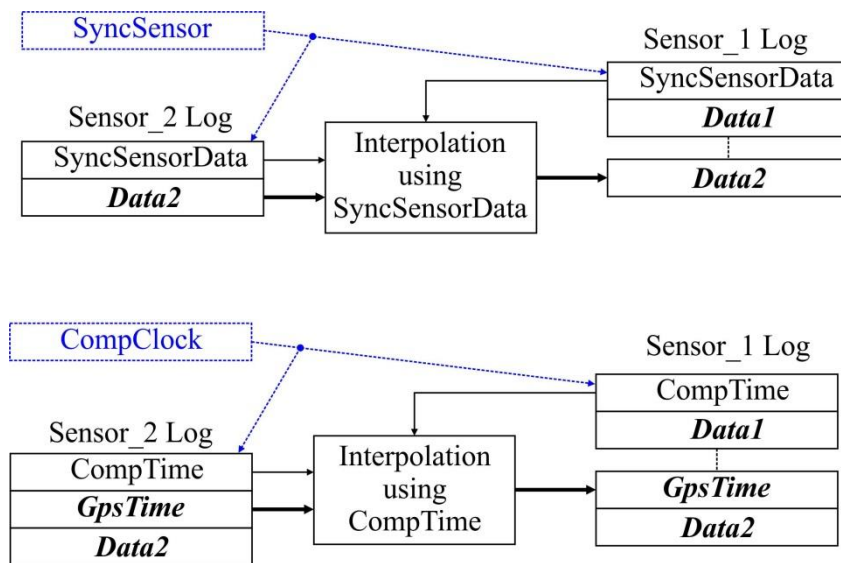 SyncSensor
Sensor_1 Log
SyncSensorData
Data1
Sensor_2 Log
SyncSensorData
Data2
Interpolation
using
SyncSensorData
Data2
CompClock
Sensor_1 Log
CompTime
Data1
Sensor_2 Log
CompTime
GpsTime
Data2
Interpolation
using
CompTime
GpsTime
Data2